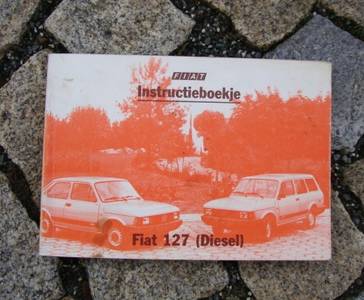 FIAT
Instructieboekje
Fiat 127 (Diesel)